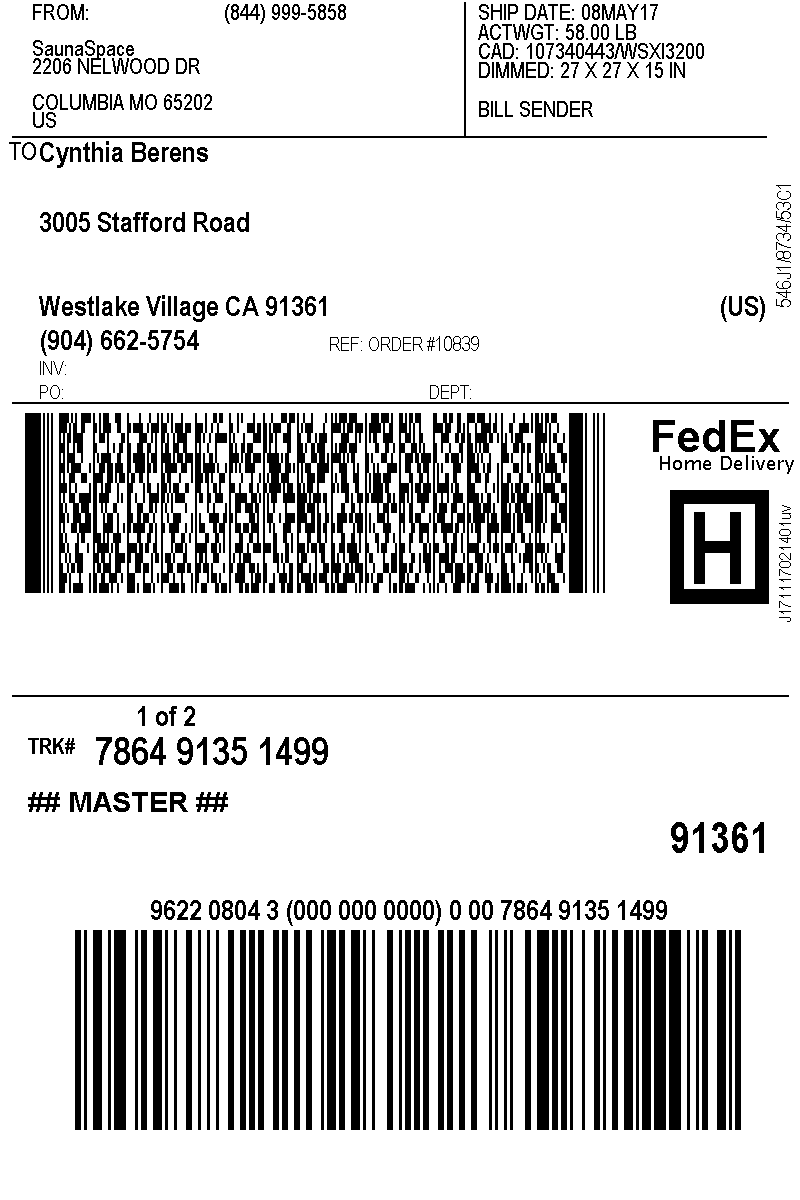 FROM: (844) 999-5858
SaunaSpace
2206 NELWOOD DR
COLUMBIA MO 65202
US
SHIP DATE: 08MAY17
ACTWGT: 58.00 LB
CAD: 107340443/WSXI3200
DIMMED: 27 X 27 X 15 IN
BILL SENDER
TO Cynthia Berens
3005 Stafford Road
Westlake Village CA 91361 (US)
(904) 662-5754 REF: ORDER #10839
INV:
PO: DEPT:
546J1/8734/53C1
FedEx
Home Delivery
H
J171117021401uv
1 of 2
TRK# 7864 9135 1499
## MASTER ##
91361
9622 0804 3 (000 000 0000) 0 00 7864 9135 1499